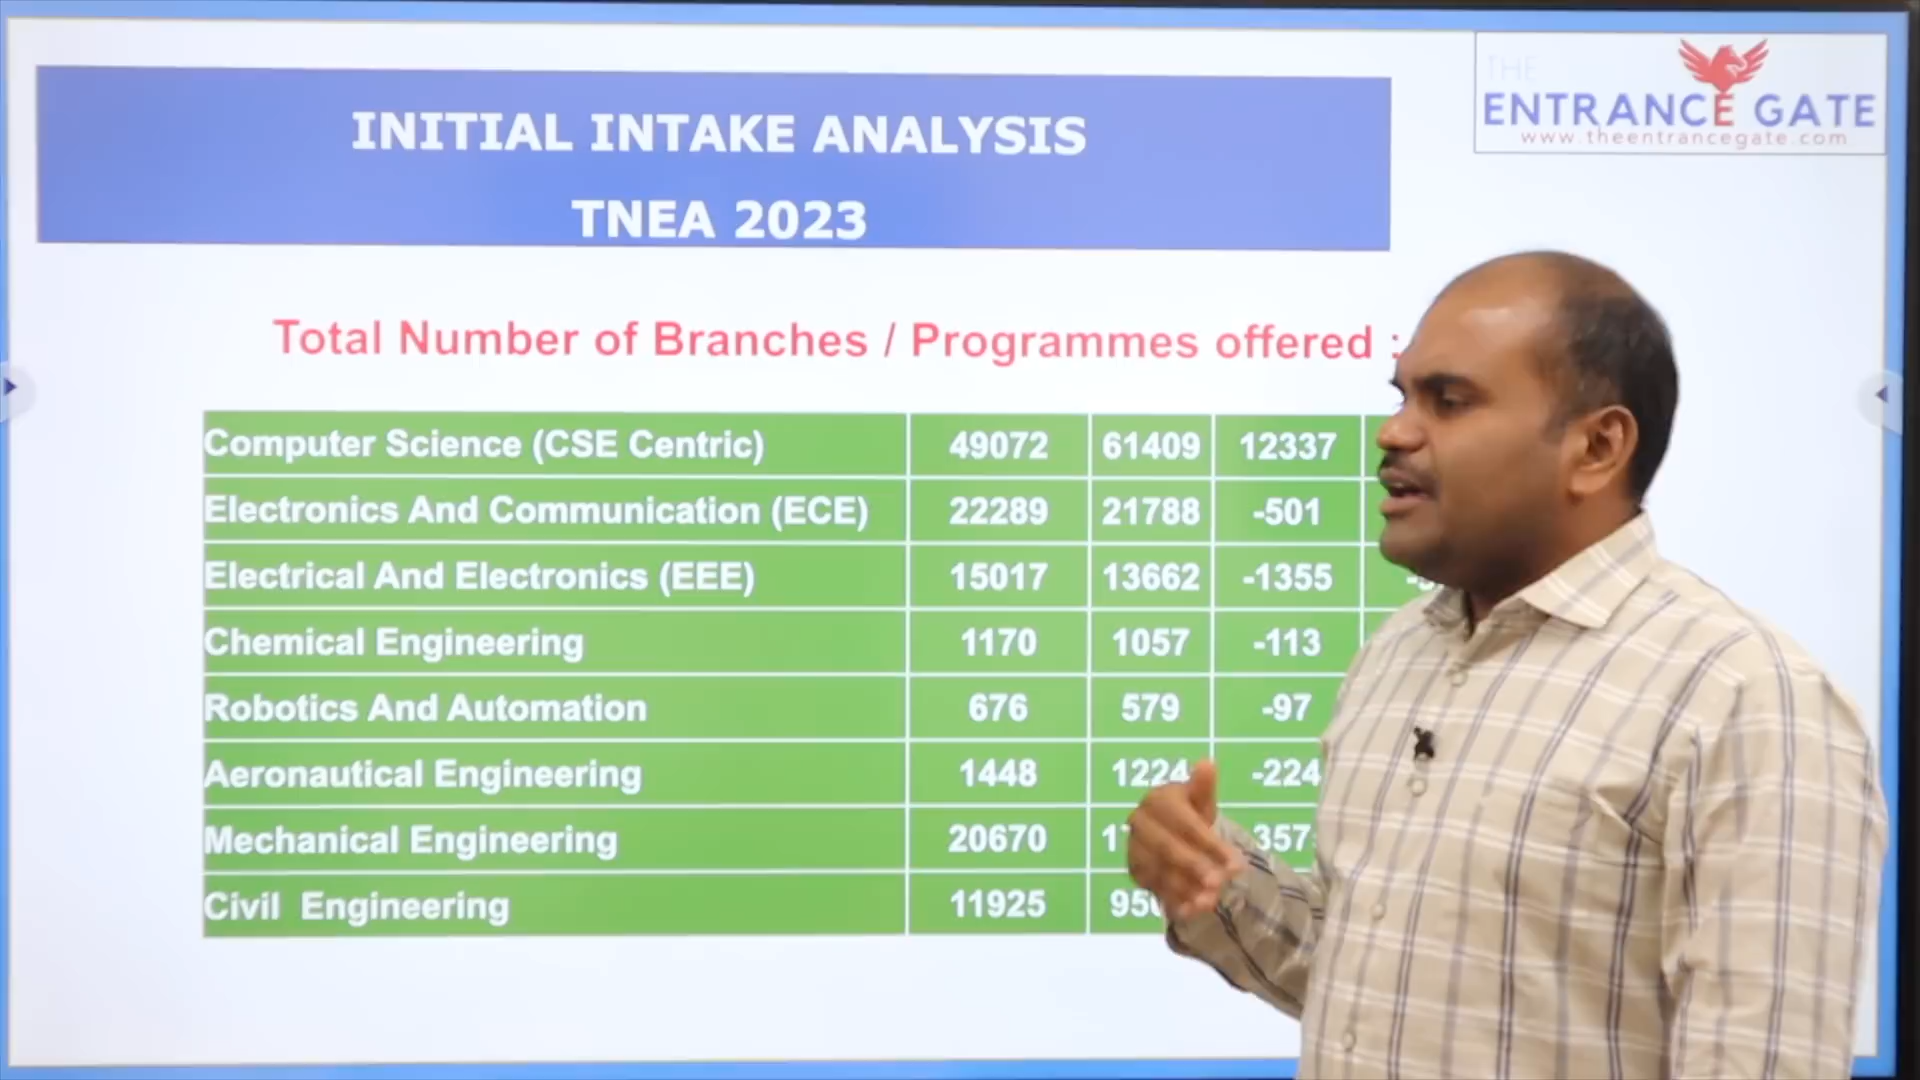 THE
ENTRANCE GATE
www.theentrancegate.com
INITIAL INTAKE ANALYSIS
TNEA 2023
Total Number of Branches / Programmes offered :
Computer Science (CSE Centric) 49072 61409 12337
Electronics And Communication (ECE) 22289 21788 -501
Electrical And Electronics (EEE) 15017 13662 -1355
Chemical Engineering 1170 1057 -113
Robotics And Automation 676 579 -97
Aeronautical Engineering 1448 1224 -224
Mechanical Engineering 20670
Civil Engineering 11925